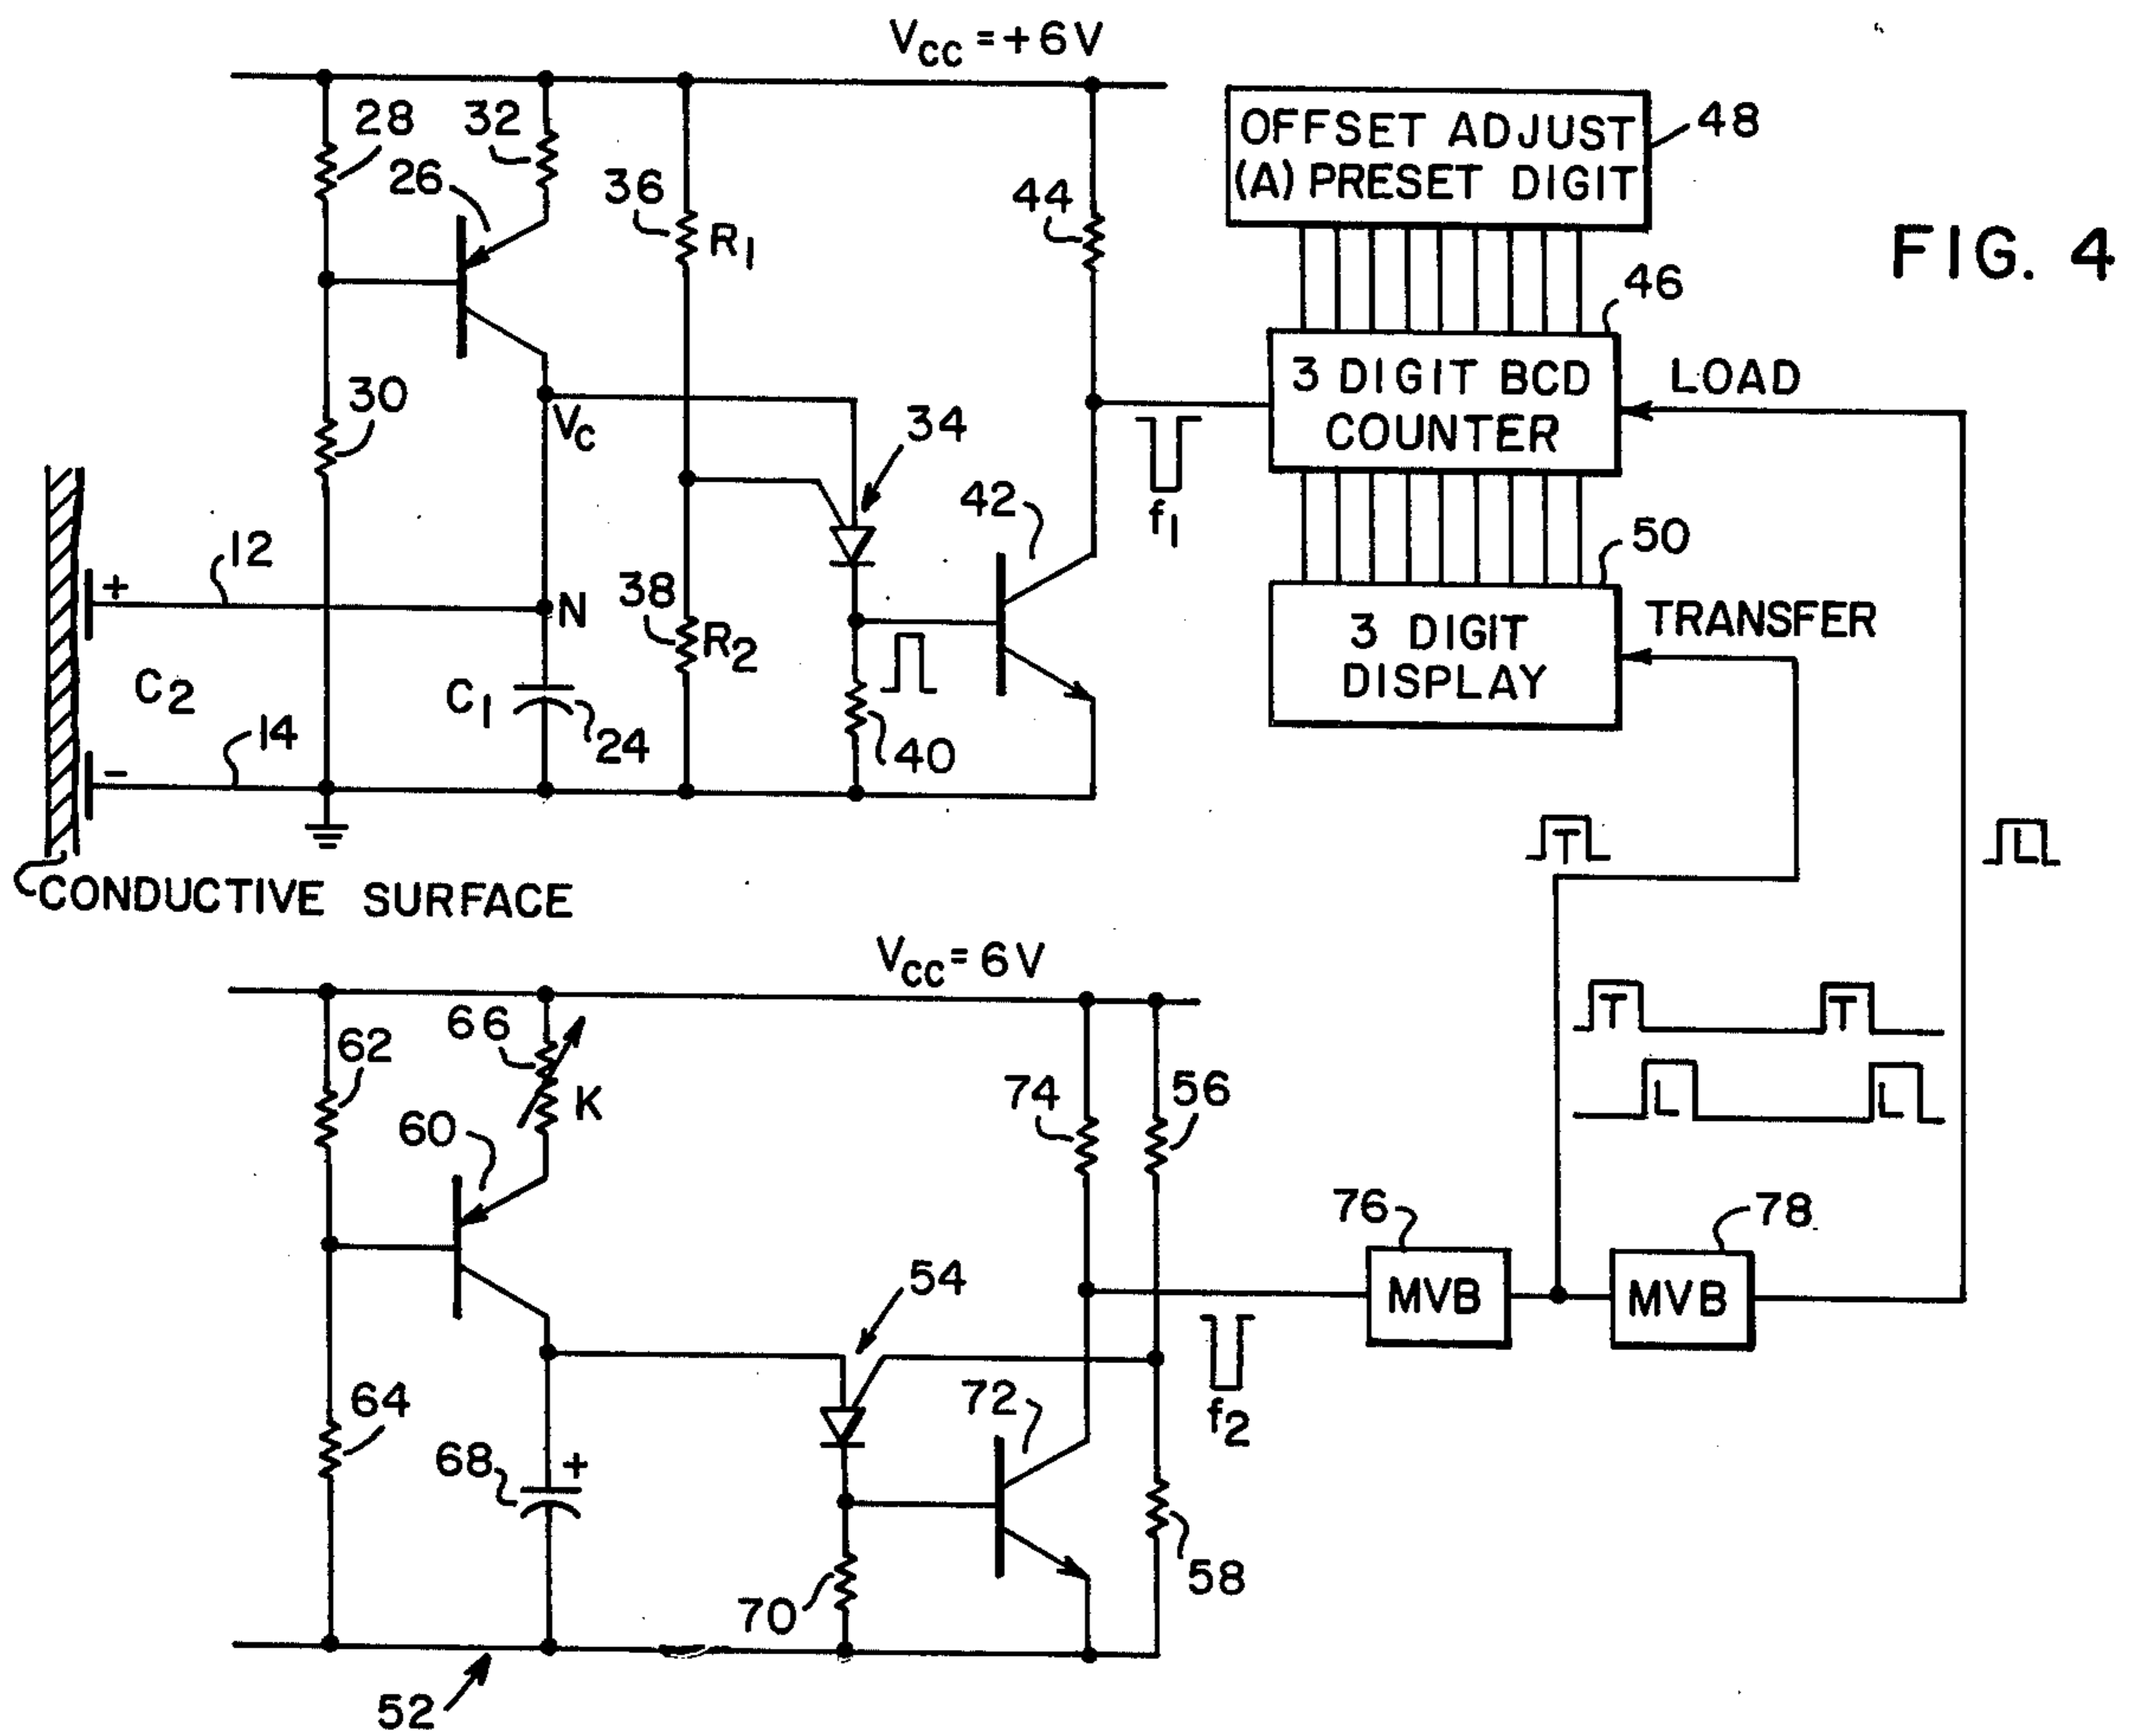 V_CC = +6V
28
32
26
36
R1
44
OFFSET ADJUST
(A) PRESET DIGIT
48
FIG. 4
46
30
V_C
34
3 DIGIT BCD
COUNTER
LOAD
42
f1
12
+
N
38
R2
50
3 DIGIT
DISPLAY
TRANSFER
C2
C1
14
-
24
40
T
L
CONDUCTIVE SURFACE
V_CC = 6V
62
66
K
60
74
56
T T
L L
76
78
MVB
MVB
54
64
72
f2
68
+
70
58
52